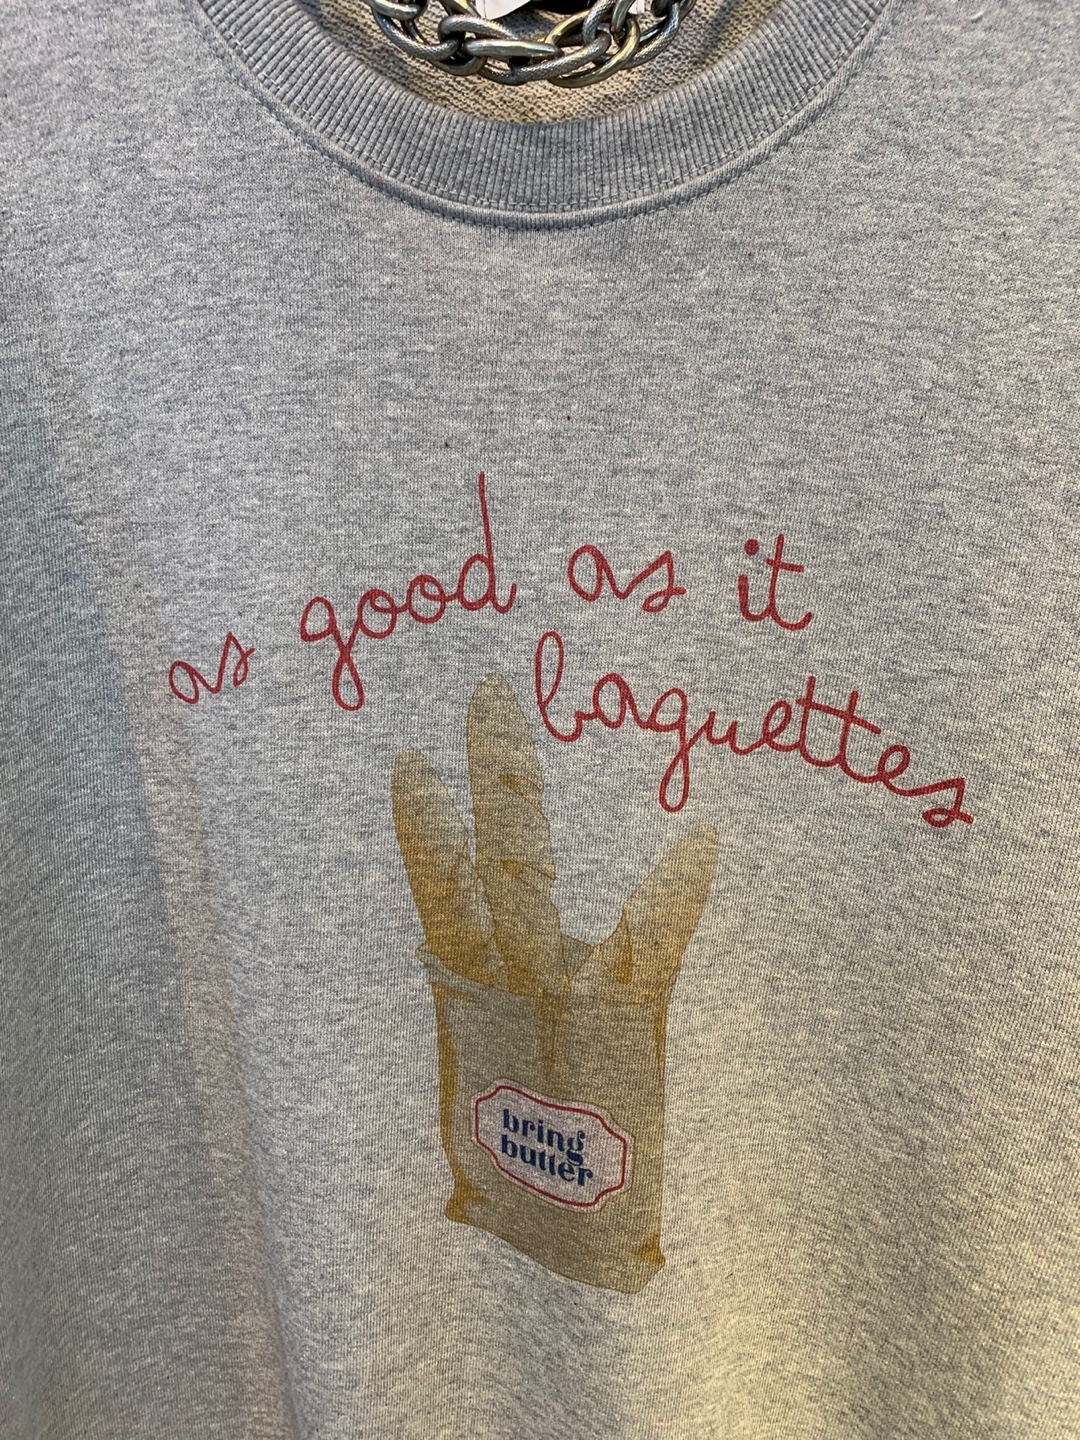 as good as it
baguettes
bring
butter